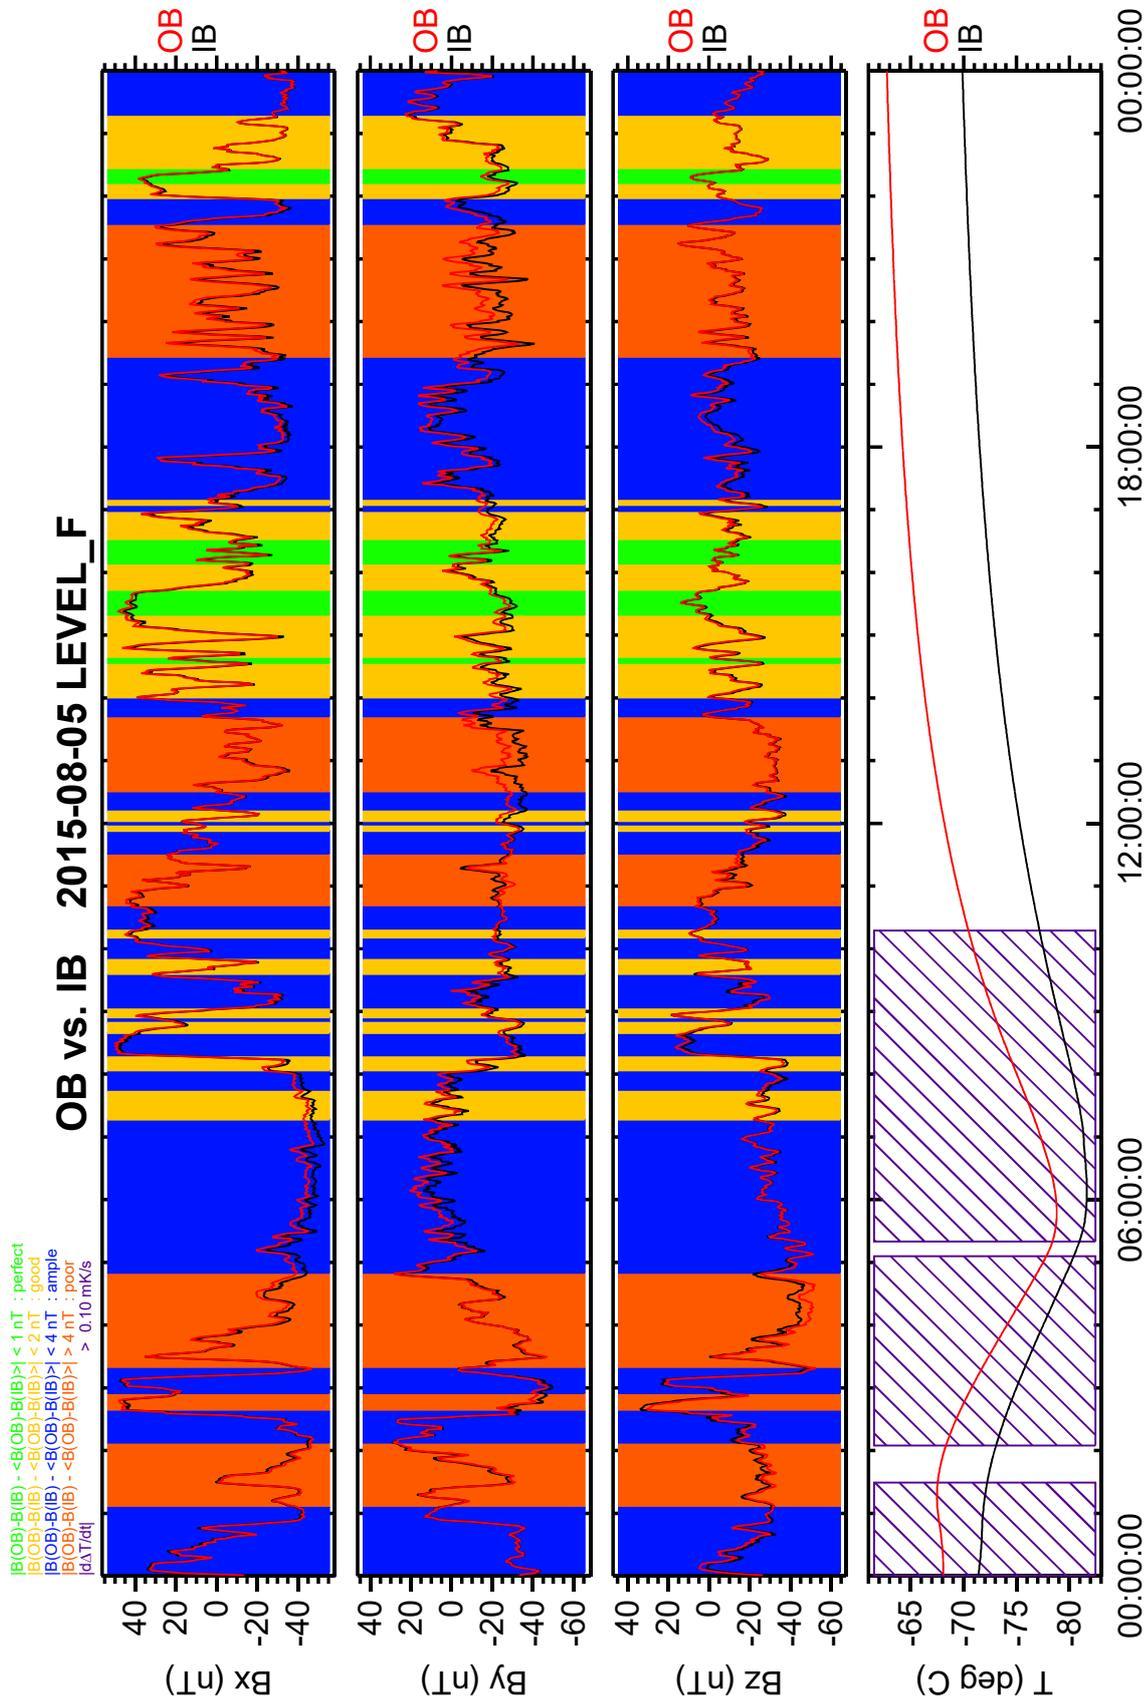 |B(OB)-B(IB) - <B(OB)-B(IB)>| < 1 nT : perfect
|B(OB)-B(IB) - <B(OB)-B(IB)>| < 2 nT : good
|B(OB)-B(IB) - <B(OB)-B(IB)>| < 4 nT : ample
|B(OB)-B(IB) - <B(OB)-B(IB)>| > 4 nT : poor
|dΔT/dt| > 0.10 mK/s
OB vs. IB 2015-08-05 LEVEL_F
Bx (nT)
40
20
0
-20
-40
OB
IB
By (nT)
40
20
0
-20
-40
-60
OB
IB
Bz (nT)
40
20
0
-20
-40
-60
OB
IB
T (deg C)
-65
-70
-75
-80
OB
IB
00:00:00
06:00:00
12:00:00
18:00:00
00:00:00